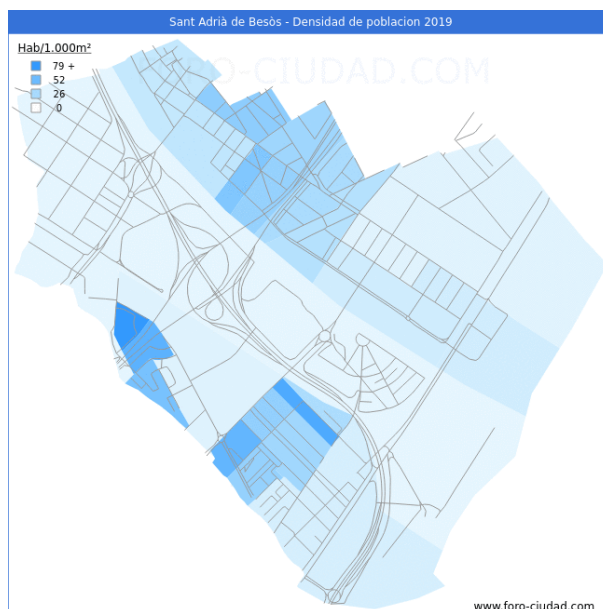 Sant Adrià de Besòs - Densidad de poblacion 2019
Hab/1.000m²
79 +
52
26
0
FORO-CIUDAD.COM
www.foro-ciudad.com